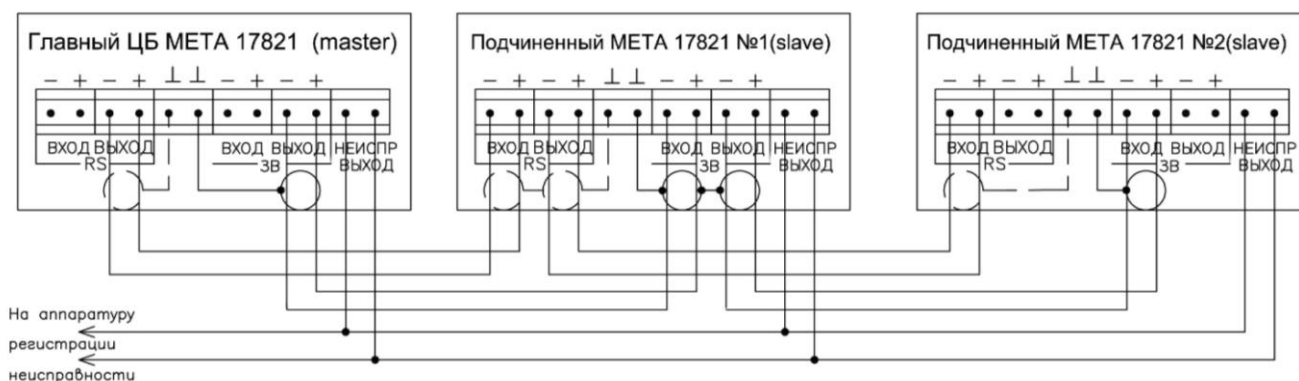 Главный ЦБ МЕТА 17821 (master)
− + − + ⊥ ⊥ − + − +
ВХОД ВЫХОД ВХОД ВЫХОД НЕИСПР
RS ЗВ ВЫХОД
Подчиненный МЕТА 17821 №1(slave)
− + − + ⊥ ⊥ − + − +
ВХОД ВЫХОД ВХОД ВЫХОД НЕИСПР
RS ЗВ ВЫХОД
Подчиненный МЕТА 17821 №2(slave)
− + − + ⊥ ⊥ − + − +
ВХОД ВЫХОД ВХОД ВЫХОД НЕИСПР
RS ЗВ ВЫХОД
На аппаратуру
регистрации
неисправности